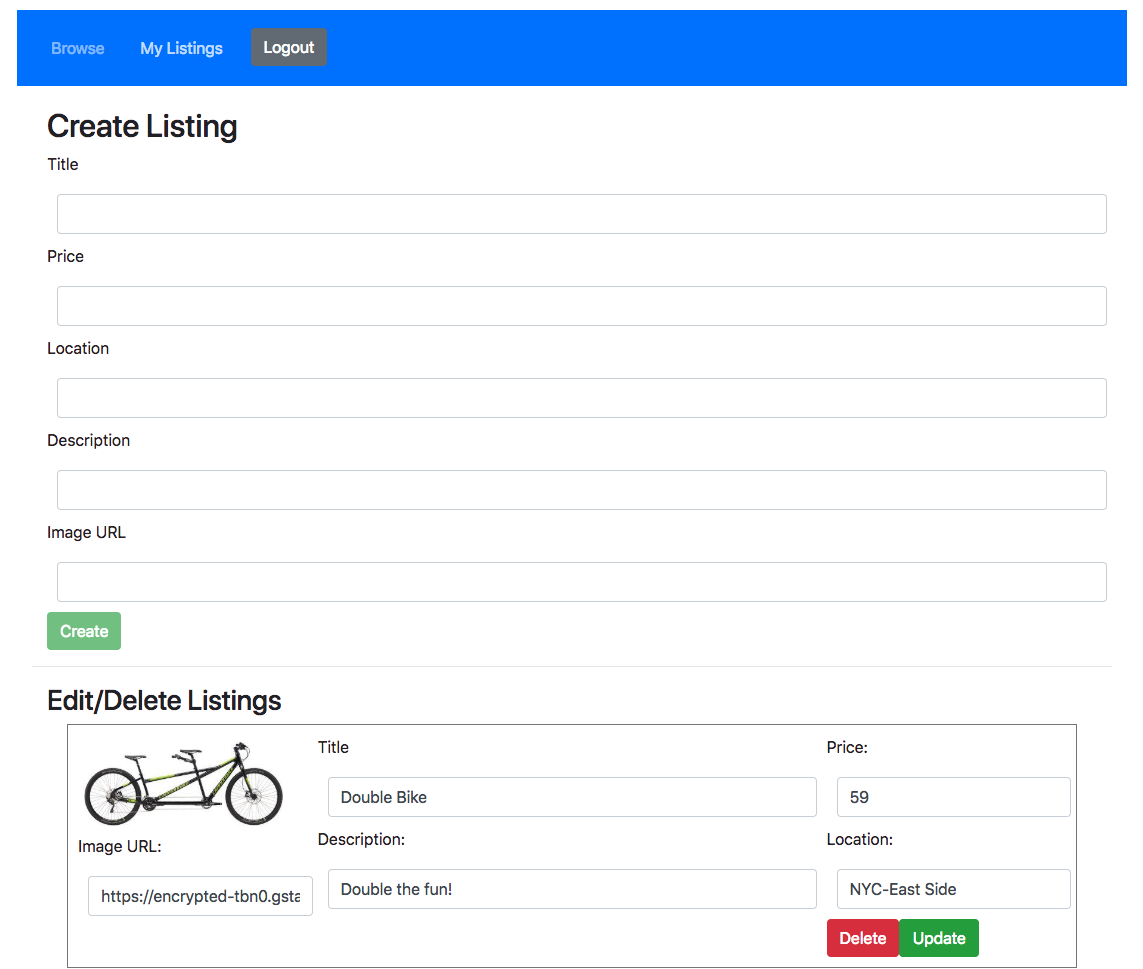 Browse My Listings Logout
Create Listing
Title
Price
Location
Description
Image URL
Create
Edit/Delete Listings
Title
Double Bike
Price:
59
Image URL:
https://encrypted-tbn0.gsta
Description:
Double the fun!
Location:
NYC-East Side
Delete Update